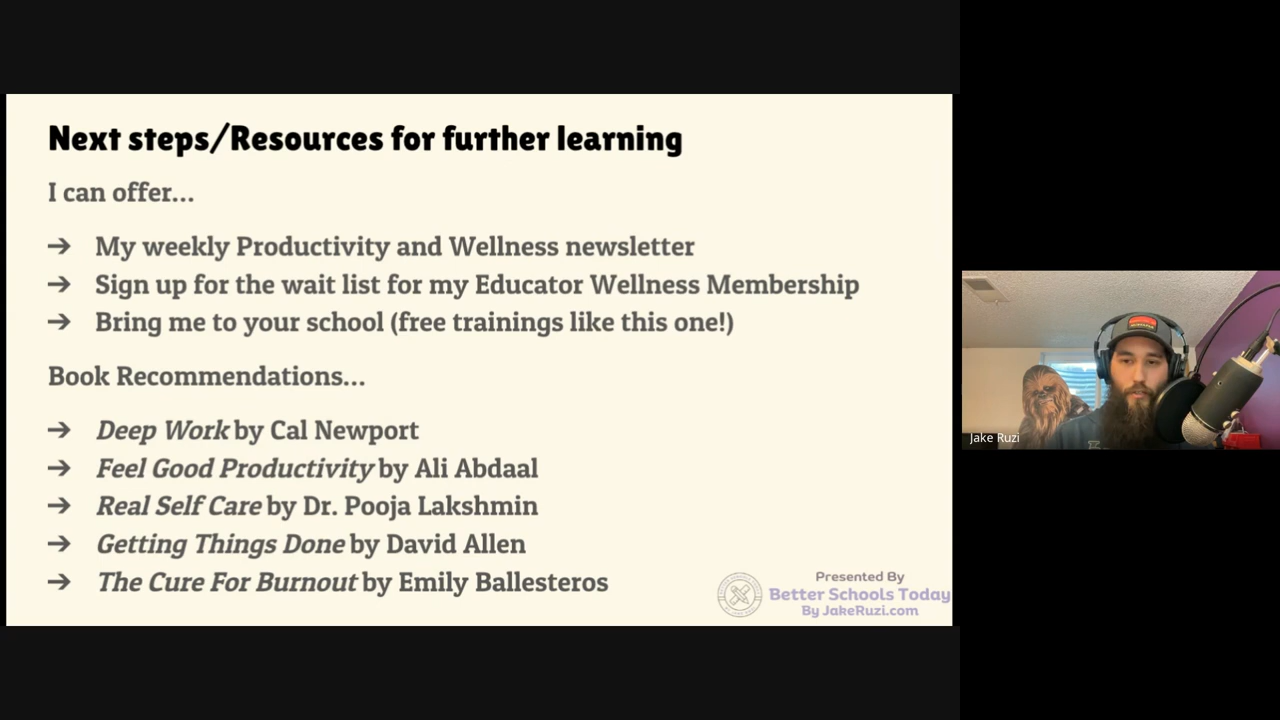 Next steps/Resources for further learning
I can offer...
➔ My weekly Productivity and Wellness newsletter
➔ Sign up for the wait list for my Educator Wellness Membership
➔ Bring me to your school (free trainings like this one!)
Book Recommendations...
➔ Deep Work by Cal Newport
➔ Feel Good Productivity by Ali Abdaal
➔ Real Self Care by Dr. Pooja Lakshmin
➔ Getting Things Done by David Allen
➔ The Cure For Burnout by Emily Ballesteros
Presented By
Better Schools Today
By JakeRuzi.com
Jake Ruzi